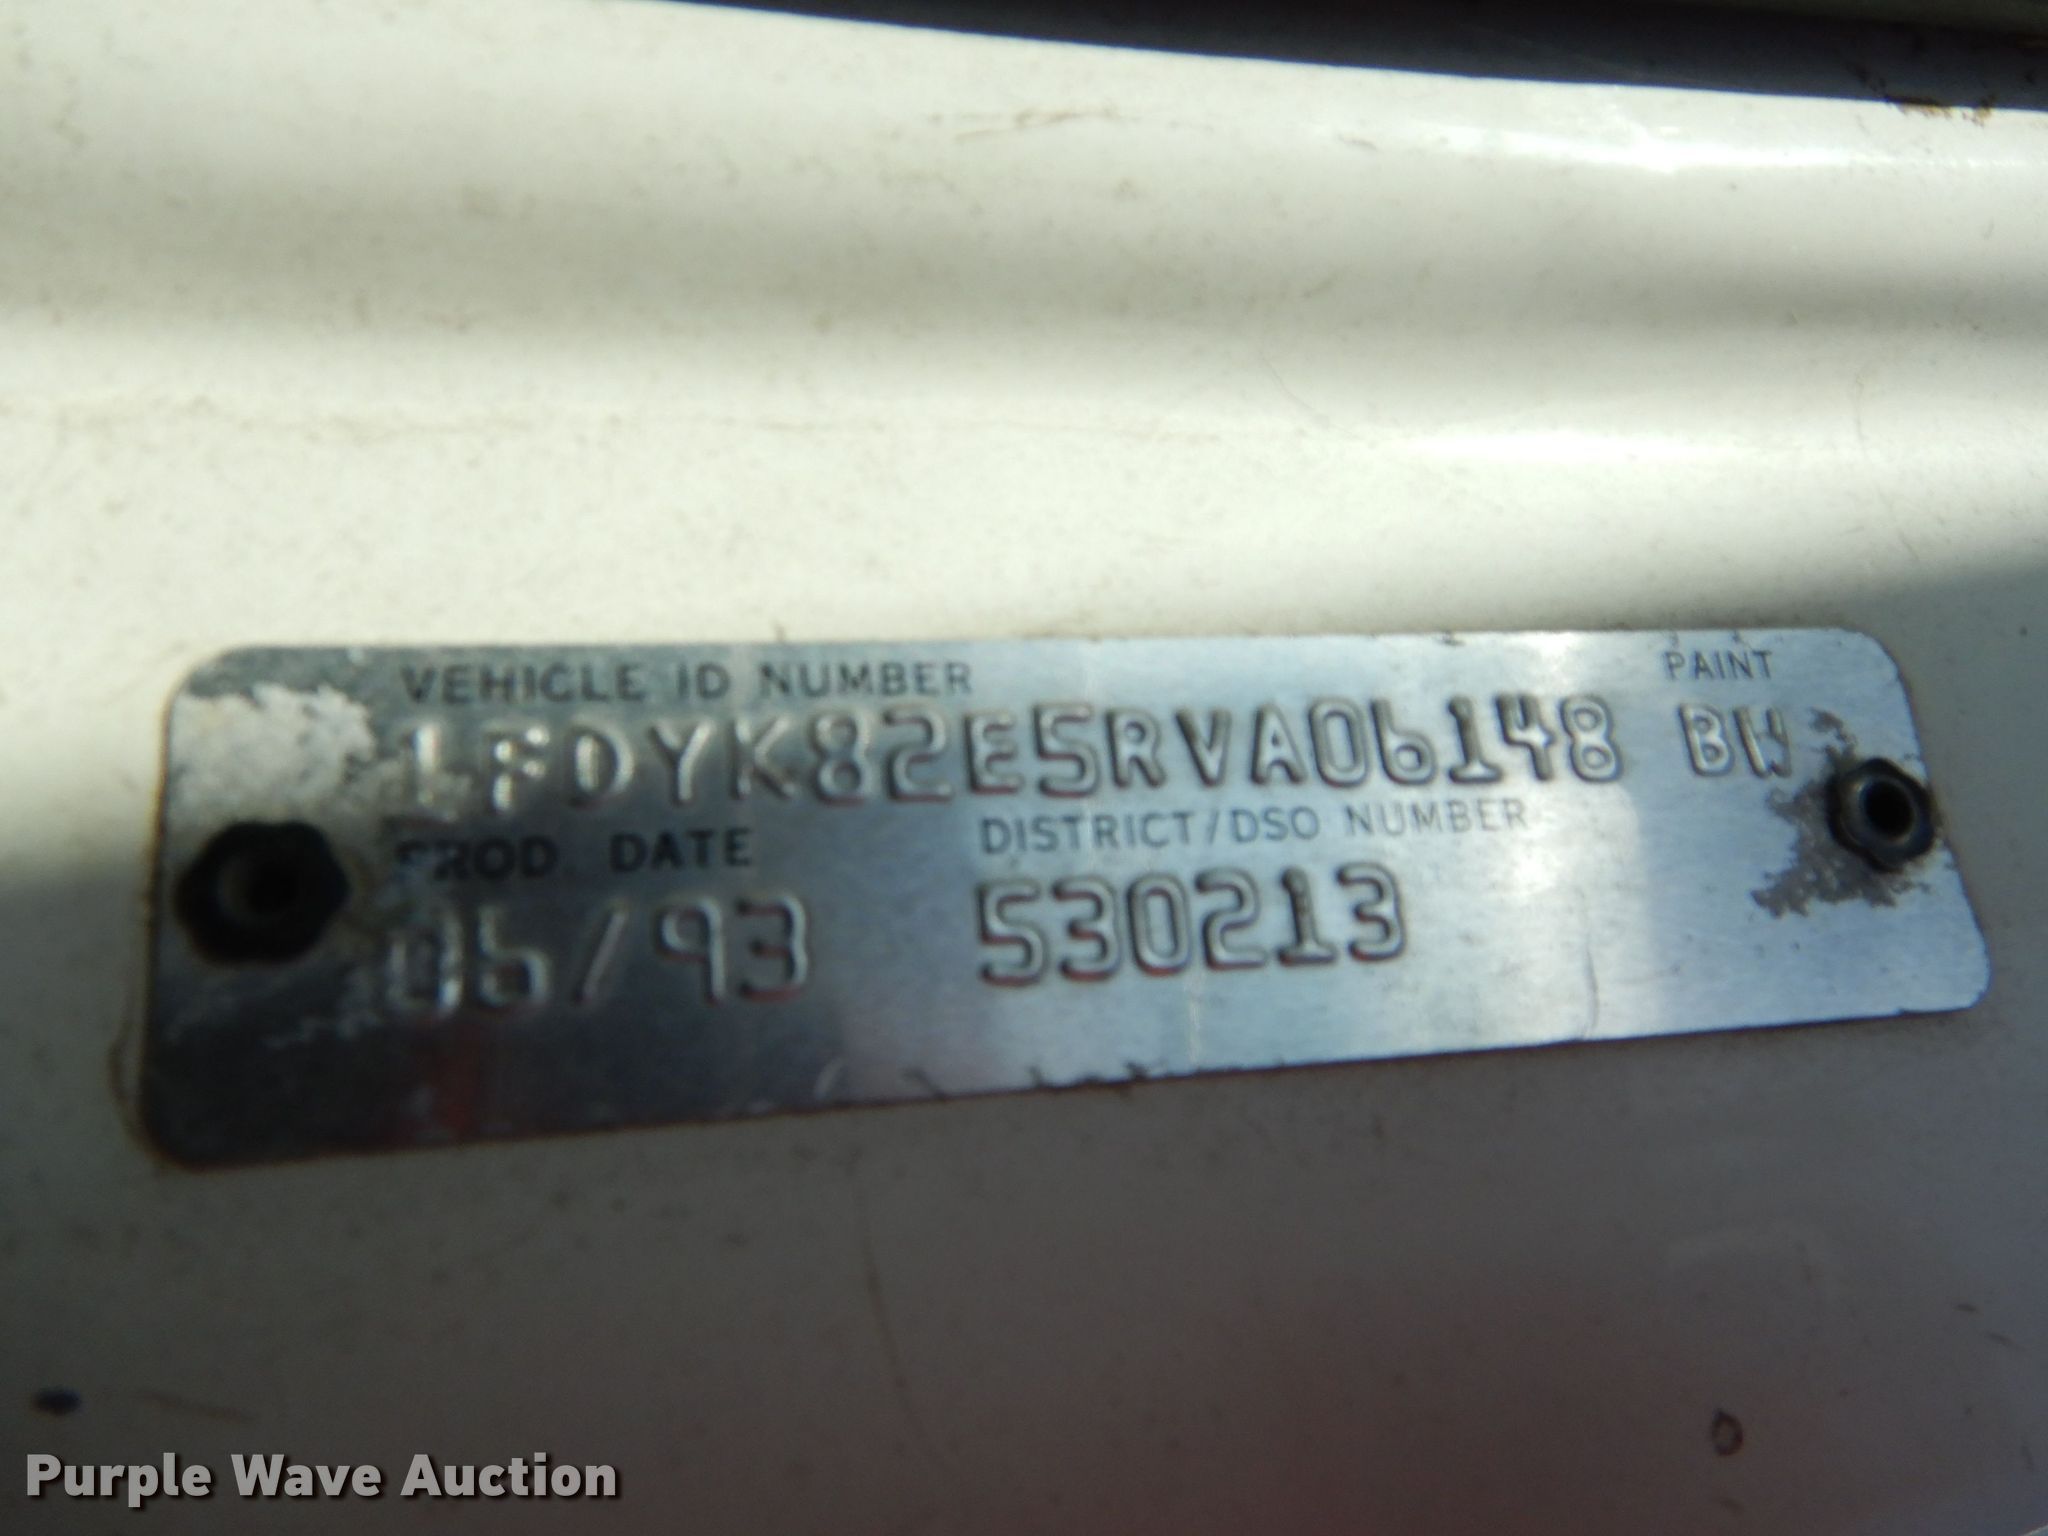 VEHICLE ID NUMBER PAINT
1FDYK82E5RVA06148 BW
PROD. DATE DISTRICT/DSO NUMBER
06/93 530213
Purple Wave Auction